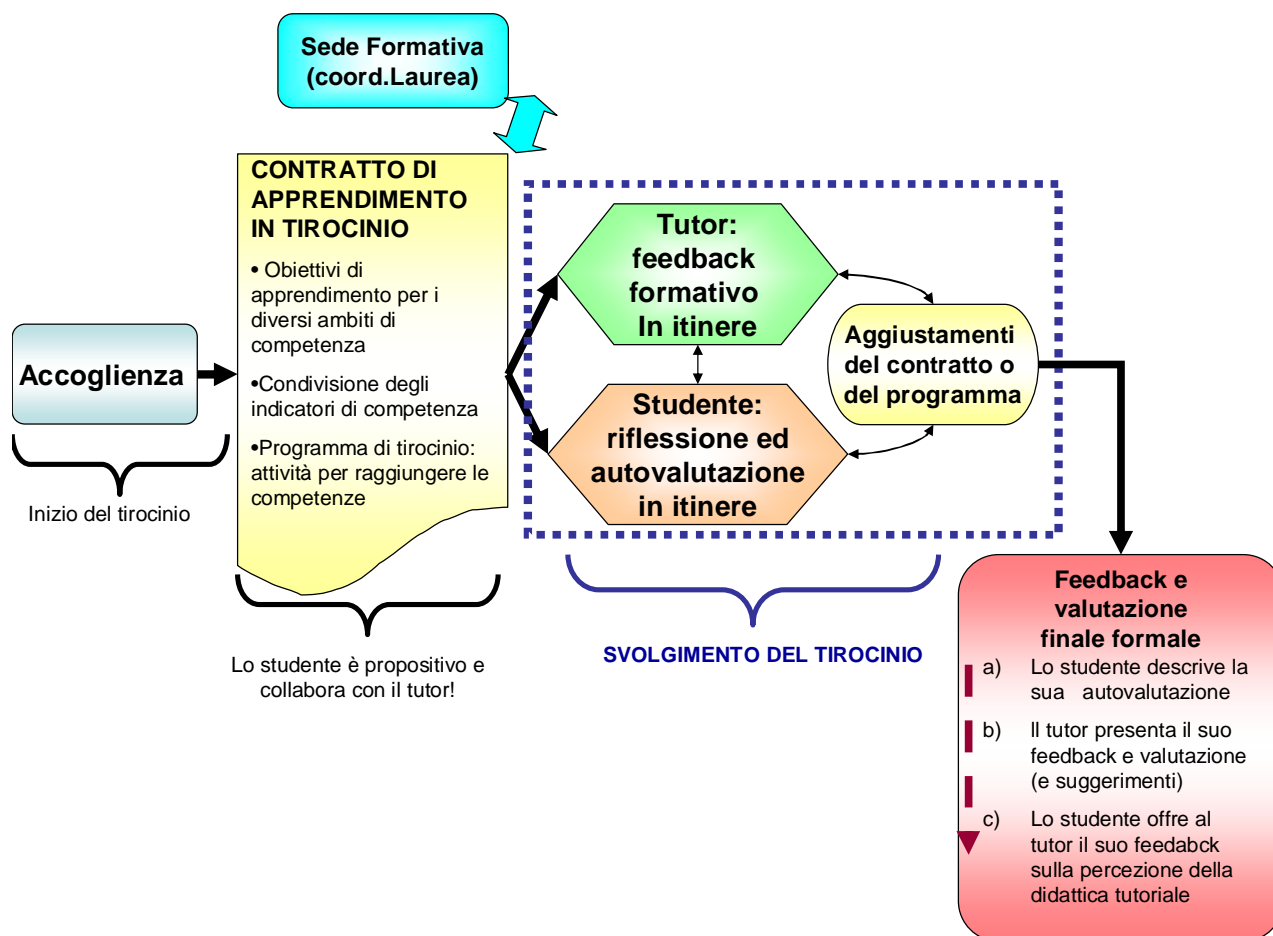 Sede Formativa
(coord.Laurea)
CONTRATTO DI
APPRENDIMENTO
IN TIROCINIO
• Obiettivi di
apprendimento per i
diversi ambiti di
competenza
•Condivisione degli
indicatori di competenza
•Programma di tirocinio:
attività per raggiungere le
competenze
Accoglienza
Inizio del tirocinio
Lo studente è propositivo e
collabora con il tutor!
Tutor:
feedback
formativo
In itinere
Studente:
riflessione ed
autovalutazione
in itinere
Aggiustamenti
del contratto o
del programma
SVOLGIMENTO DEL TIROCINIO
Feedback e
valutazione
finale formale
a) Lo studente descrive la
sua autovalutazione
b) Il tutor presenta il suo
feedback e valutazione
(e suggerimenti)
c) Lo studente offre al
tutor il suo feedabck
sulla percezione della
didattica tutoriale